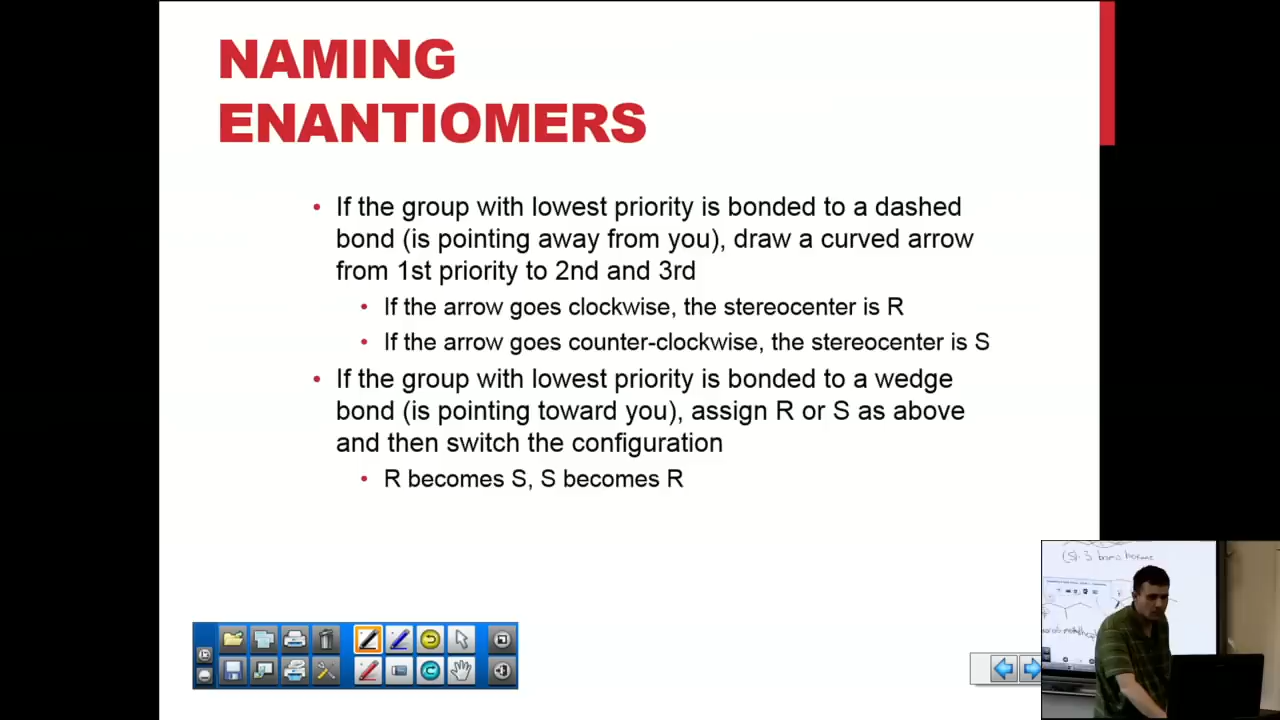 NAMING
ENANTIOMERS
• If the group with lowest priority is bonded to a dashed
bond (is pointing away from you), draw a curved arrow
from 1st priority to 2nd and 3rd
• If the arrow goes clockwise, the stereocenter is R
• If the arrow goes counter-clockwise, the stereocenter is S
• If the group with lowest priority is bonded to a wedge
bond (is pointing toward you), assign R or S as above
and then switch the configuration
• R becomes S, S becomes R
(S)-3 bromo